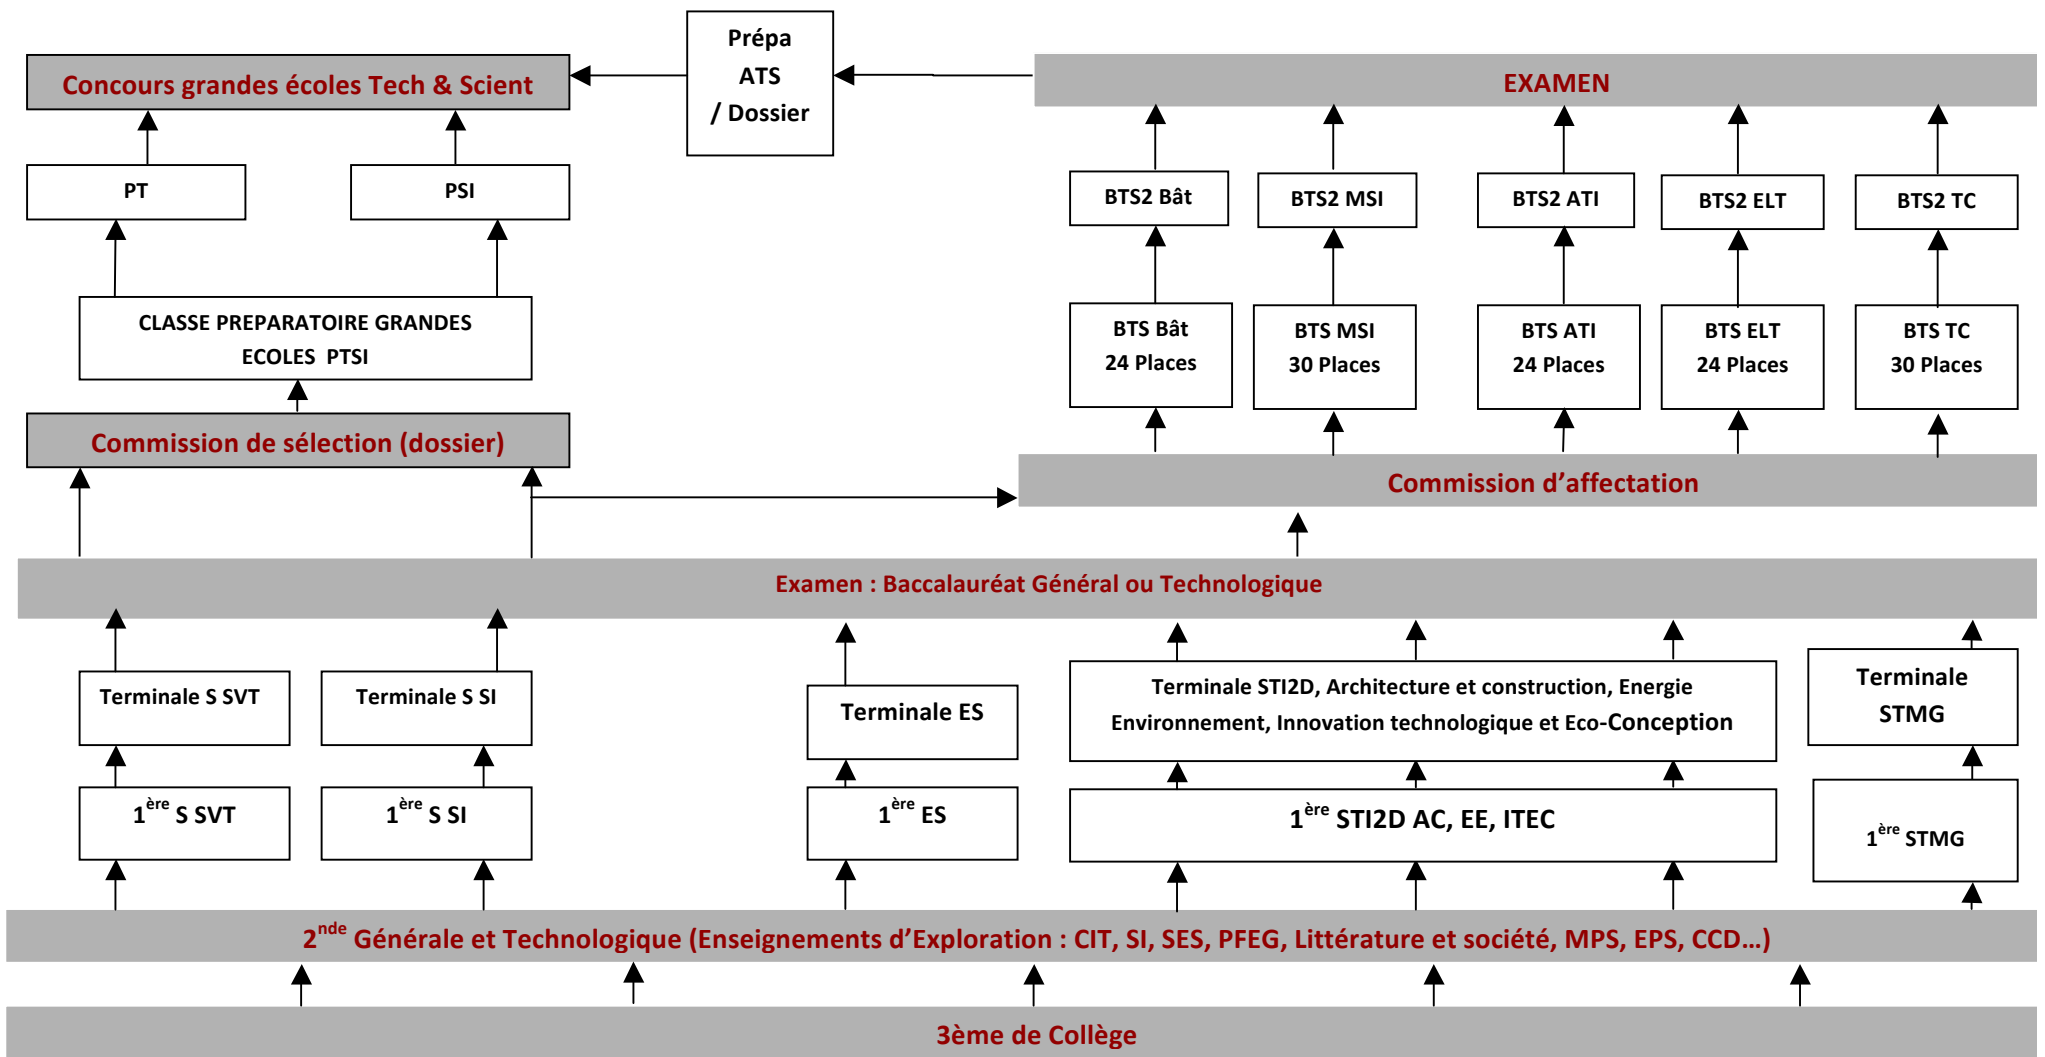 Prépa
ATS
/ Dossier
Concours grandes écoles Tech & Scient
EXAMEN
PT
PSI
BTS2 Bât
BTS2 MSI
BTS2 ATI
BTS2 ELT
BTS2 TC
CLASSE PREPARATOIRE GRANDES
ECOLES PTSI
BTS Bât
24 Places
BTS MSI
30 Places
BTS ATI
24 Places
BTS ELT
24 Places
BTS TC
30 Places
Commission de sélection (dossier)
Commission d’affectation
Examen : Baccalauréat Général ou Technologique
Terminale S SVT
Terminale S SI
Terminale ES
Terminale STI2D, Architecture et construction, Energie
Environnement, Innovation technologique et Eco-Conception
Terminale
STMG
1ère S SVT
1ère S SI
1ère ES
1ère STI2D AC, EE, ITEC
1ère STMG
2nde Générale et Technologique (Enseignements d’Exploration : CIT, SI, SES, PFEG, Littérature et société, MPS, EPS, CCD…)
3ème de Collège